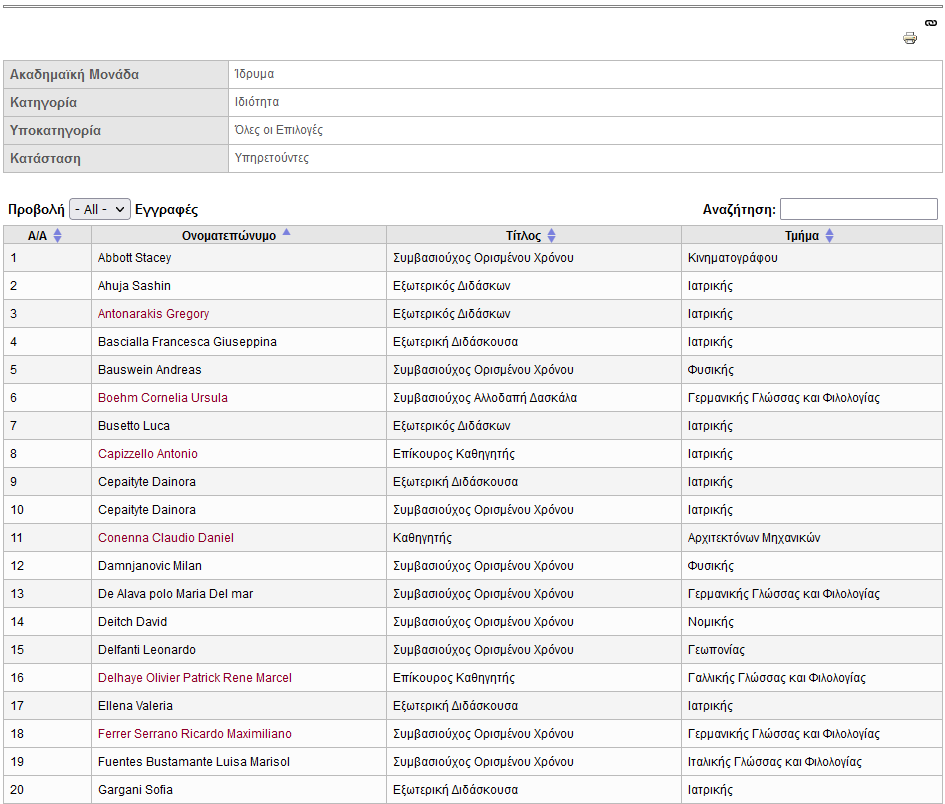 Ακαδημαϊκή Μονάδα Ίδρυμα
Κατηγορία Ιδιότητα
Υποκατηγορία Όλες οι Επιλογές
Κατάσταση Υπηρετούντες
Προβολή - All - Εγγραφές Αναζήτηση:
Α/Α Ονοματεπώνυμο Τίτλος Τμήμα
1 Abbott Stacey Συμβασιούχος Ορισμένου Χρόνου Κινηματογράφου
2 Ahuja Sashin Εξωτερικός Διδάσκων Ιατρικής
3 Antonarakis Gregory Εξωτερικός Διδάσκων Ιατρικής
4 Bascialla Francesca Giuseppina Εξωτερική Διδάσκουσα Ιατρικής
5 Bauswein Andreas Συμβασιούχος Ορισμένου Χρόνου Φυσικής
6 Boehm Cornelia Ursula Συμβασιούχος Αλλοδαπή Δασκάλα Γερμανικής Γλώσσας και Φιλολογίας
7 Busetto Luca Εξωτερικός Διδάσκων Ιατρικής
8 Capizzello Antonio Επίκουρος Καθηγητής Ιατρικής
9 Cepaityte Dainora Εξωτερική Διδάσκουσα Ιατρικής
10 Cepaityte Dainora Συμβασιούχος Ορισμένου Χρόνου Ιατρικής
11 Conenna Claudio Daniel Καθηγητής Αρχιτεκτόνων Μηχανικών
12 Damnjanovic Milan Συμβασιούχος Ορισμένου Χρόνου Φυσικής
13 De Alava polo Maria Del mar Συμβασιούχος Ορισμένου Χρόνου Γερμανικής Γλώσσας και Φιλολογίας
14 Deitch David Συμβασιούχος Ορισμένου Χρόνου Νομικής
15 Delfanti Leonardo Συμβασιούχος Ορισμένου Χρόνου Γεωπονίας
16 Delhaye Olivier Patrick Rene Marcel Επίκουρος Καθηγητής Γαλλικής Γλώσσας και Φιλολογίας
17 Ellena Valeria Εξωτερική Διδάσκουσα Ιατρικής
18 Ferrer Serrano Ricardo Maximiliano Συμβασιούχος Ορισμένου Χρόνου Γερμανικής Γλώσσας και Φιλολογίας
19 Fuentes Bustamante Luisa Marisol Συμβασιούχος Ορισμένου Χρόνου Ιταλικής Γλώσσας και Φιλολογίας
20 Gargani Sofia Εξωτερική Διδάσκουσα Ιατρικής